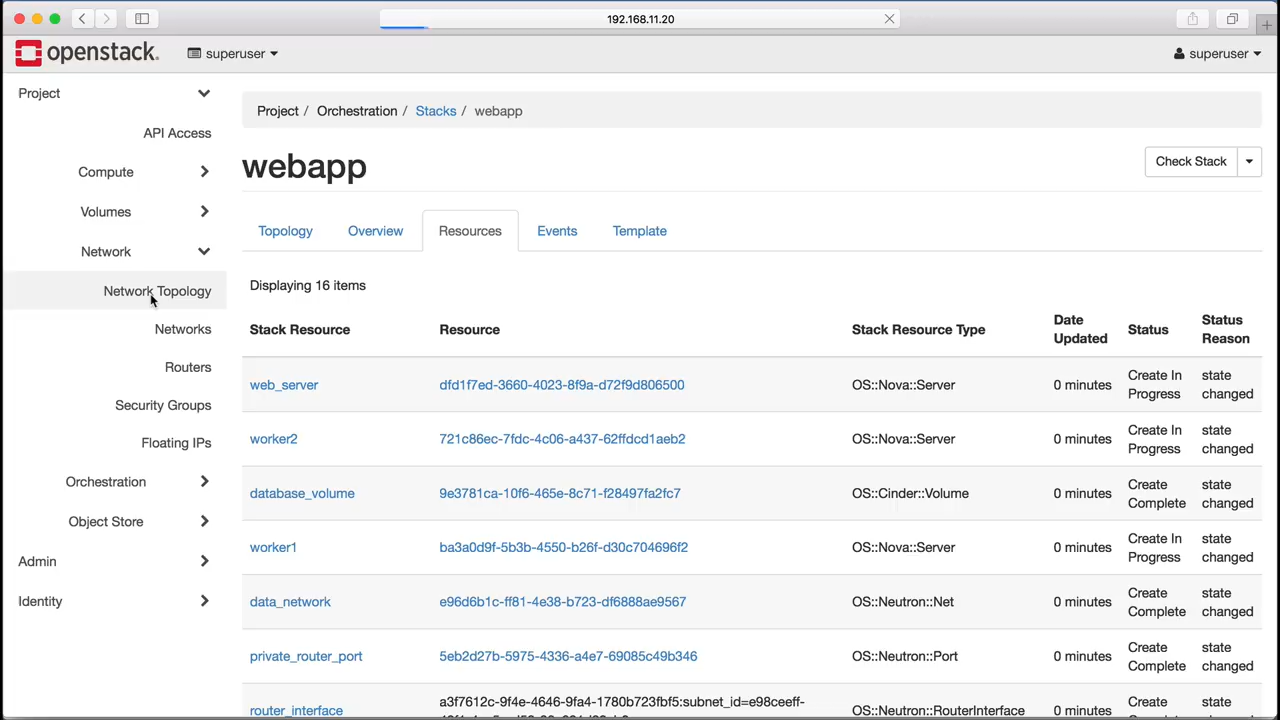 192.168.11.20
openstack.
superuser
superuser
Project
API Access
Compute
Volumes
Network
Network Topology
Networks
Routers
Security Groups
Floating IPs
Orchestration
Object Store
Admin
Identity
Project / Orchestration / Stacks / webapp
webapp
Check Stack
Topology Overview Resources Events Template
Displaying 16 items
Stack Resource Resource Stack Resource Type Date Updated Status Status Reason
web_server dfd1f7ed-3660-4023-8f9a-d72f9d806500 OS::Nova::Server 0 minutes Create In Progress state changed
worker2 721c86ec-7fdc-4c06-a437-62ffdcd1aeb2 OS::Nova::Server 0 minutes Create In Progress state changed
database_volume 9e3781ca-10f6-465e-8c71-f28497fa2fc7 OS::Cinder::Volume 0 minutes Create Complete state changed
worker1 ba3a0d9f-5b3b-4550-b26f-d30c704696f2 OS::Nova::Server 0 minutes Create In Progress state changed
data_network e96d6b1c-ff81-4e38-b723-df6888ae9567 OS::Neutron::Net 0 minutes Create Complete state changed
private_router_port 5eb2d27b-5975-4336-a4e7-69085c49b346 OS::Neutron::Port 0 minutes Create Complete state changed
router_interface a3f7612c-9f4e-4646-9fa4-1780b723fbf5:subnet_id=e98ceeff- OS::Neutron::RouterInterface 0 minutes Create state